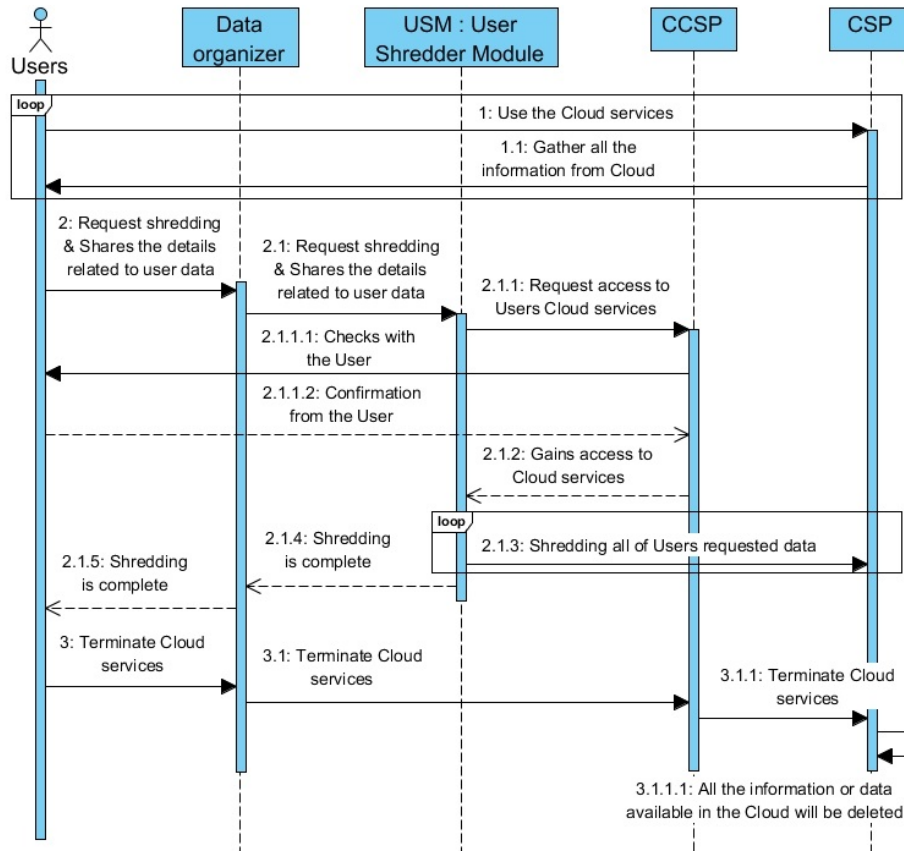 Users
Data
organizer
USM : User
Shredder Module
CCSP
CSP
loop
1: Use the Cloud services
1.1: Gather all the
information from Cloud
2: Request shredding
& Shares the details
related to user data
2.1: Request shredding
& Shares the details
related to user data
2.1.1: Request access to
Users Cloud services
2.1.1.1: Checks with
the User
2.1.1.2: Confirmation
from the User
2.1.2: Gains access to
Cloud services
loop
2.1.3: Shredding all of Users requested data
2.1.4: Shredding
is complete
2.1.5: Shredding
is complete
3: Terminate Cloud
services
3.1: Terminate Cloud
services
3.1.1: Terminate Cloud
services
3.1.1.1: All the information or data
available in the Cloud will be deleted